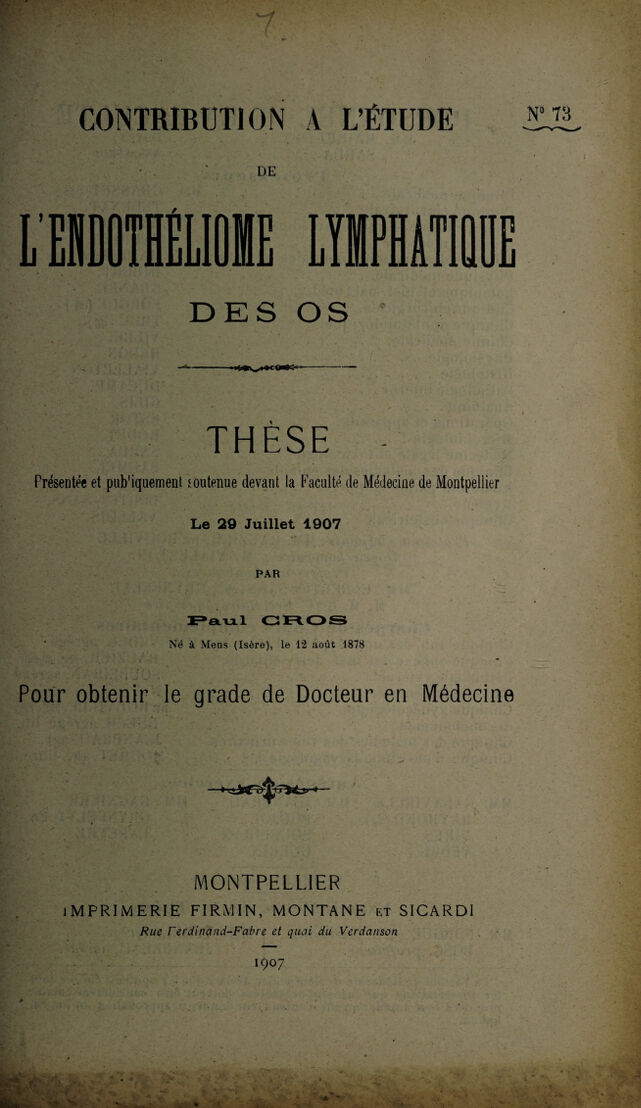 7
CONTRIBUTION A L'ÉTUDE
N° 73
DE
L'ENDOTHÉLIOME LYMPHATIQUE
DES OS
THÈSE
Présentée et publiquement soutenue devant la Faculté de Médecine de Montpellier
Le 29 Juillet 1907
PAR
Paul CROS
Né à Mens (Isère), le 12 août 1878
Pour obtenir le grade de Docteur en Médecine
MONTPELLIER
IMPRIMERIE FIRMIN, MONTANE ET SICARDI
Rue Ferdinand-Fabre et quai du Verdanson
1907